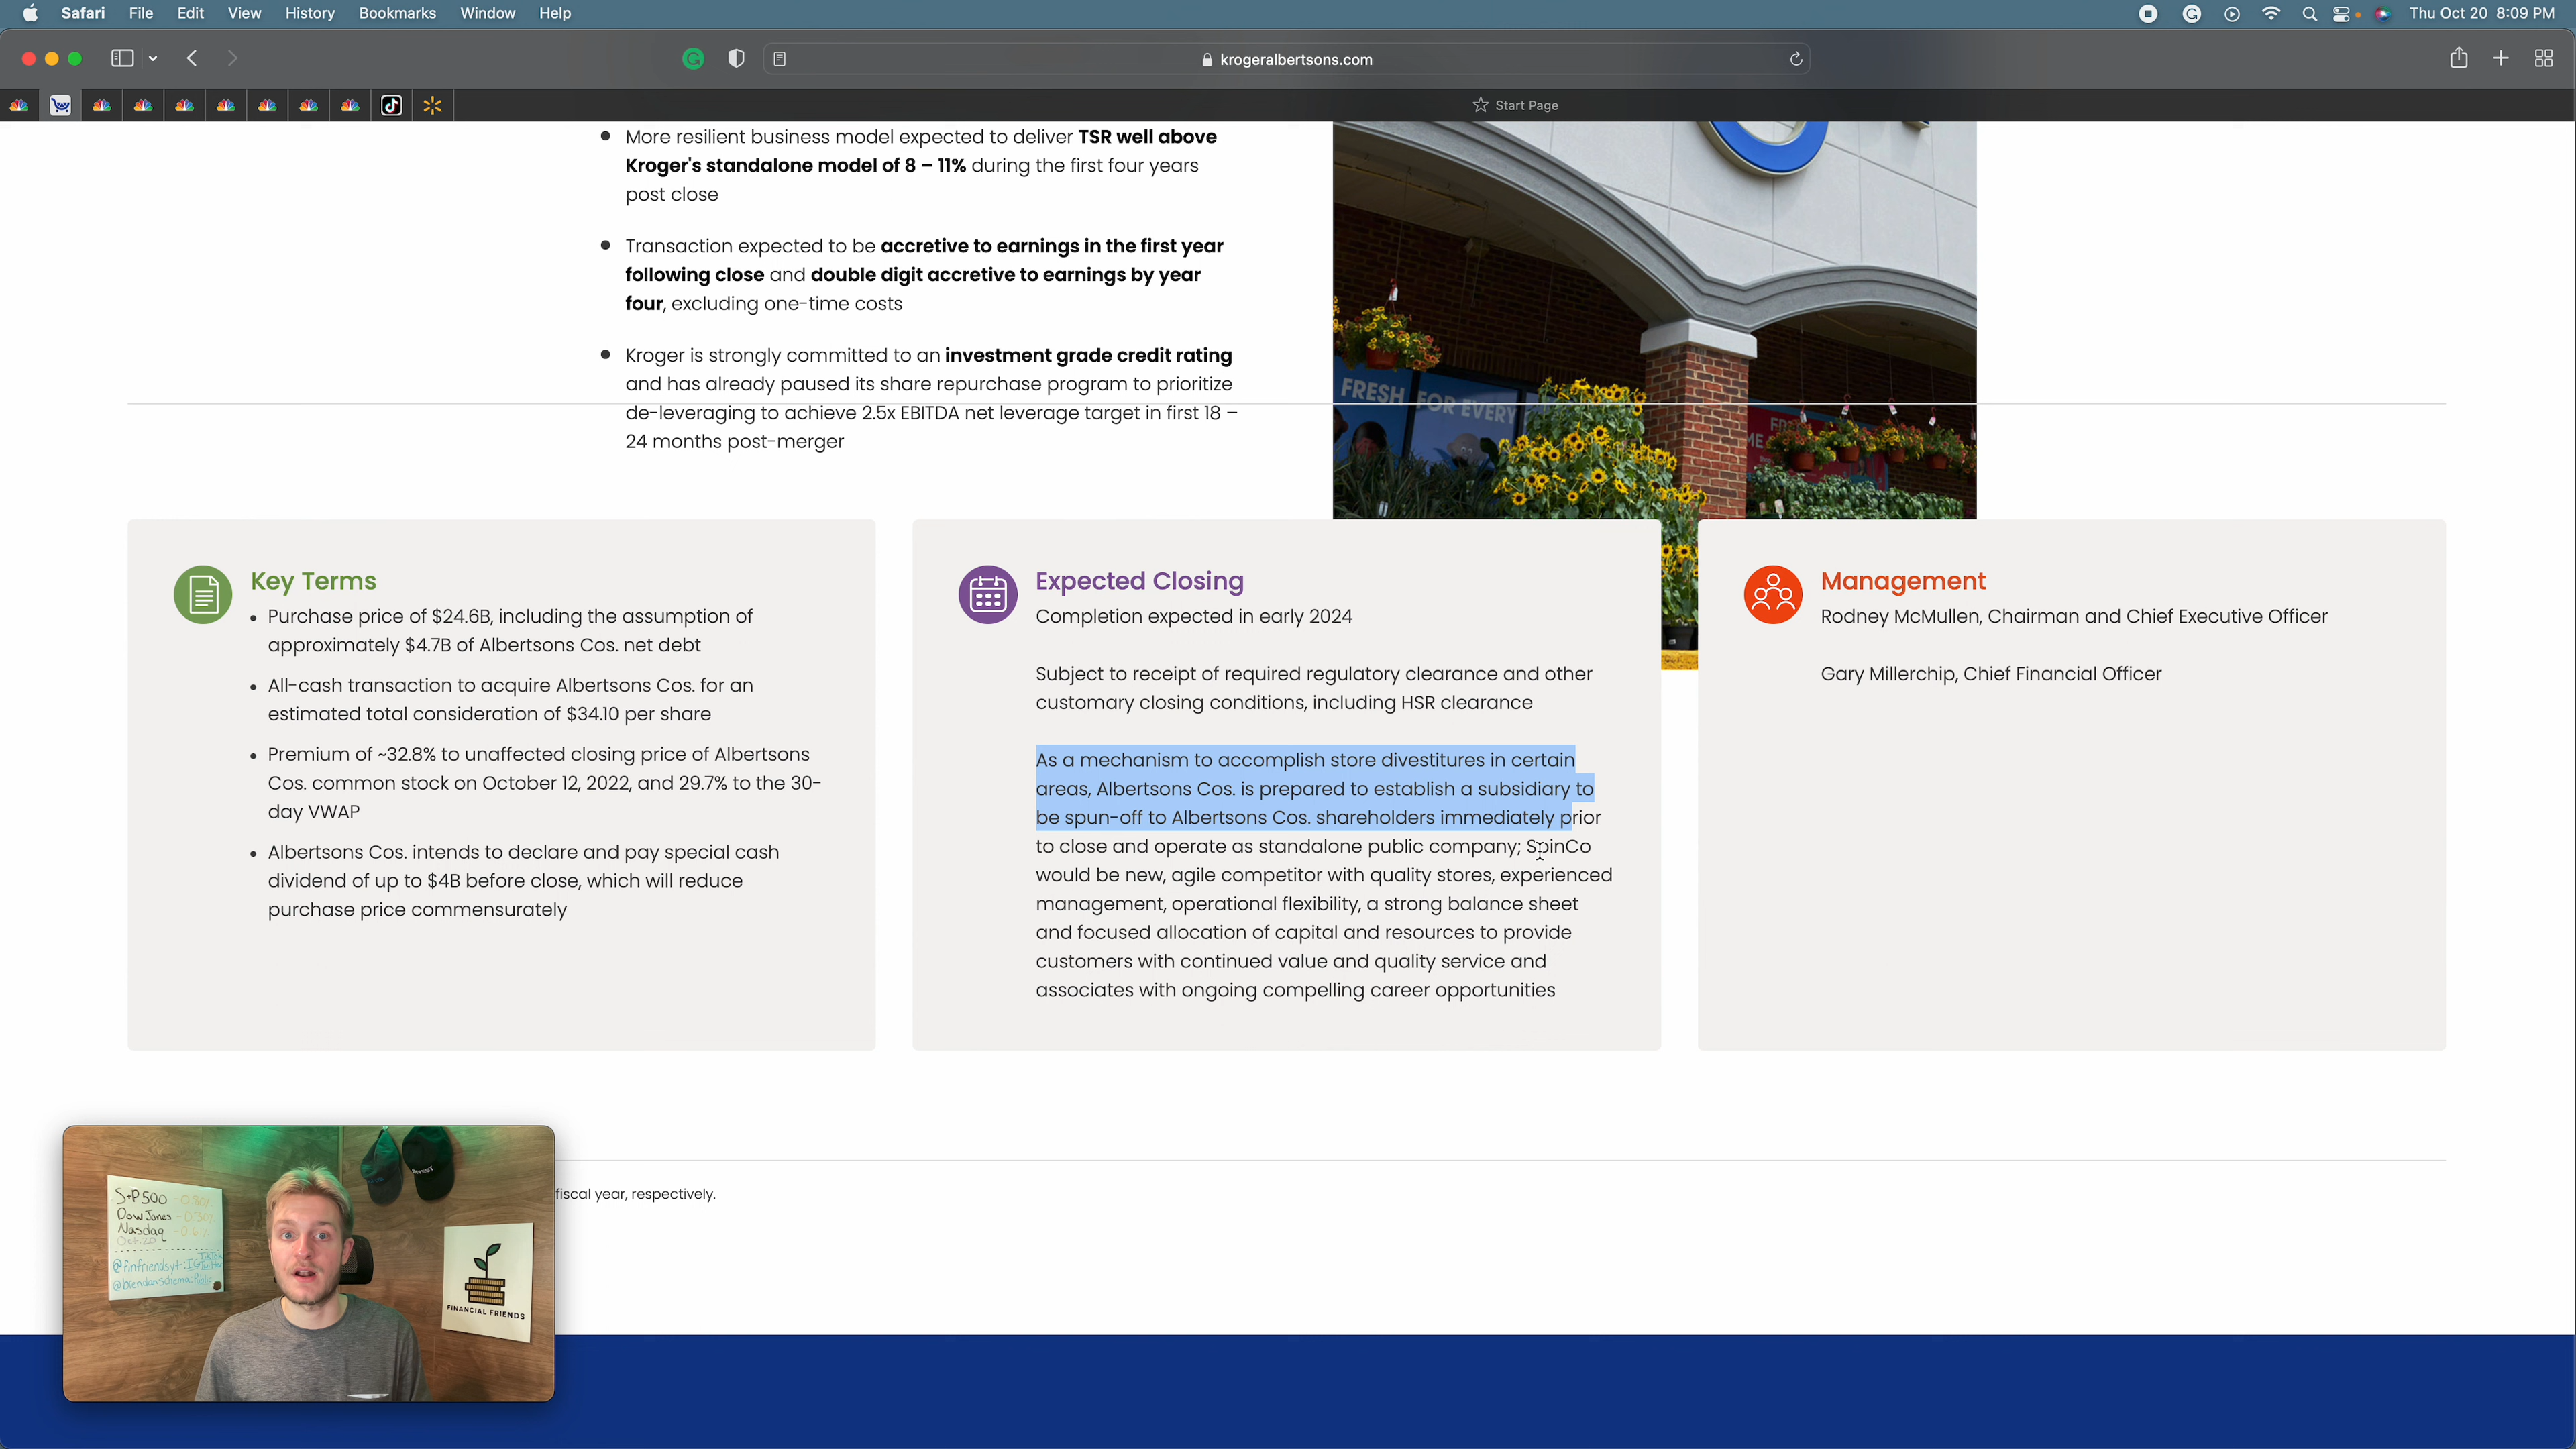 Safari File Edit View History Bookmarks Window Help
Thu Oct 20 8:09 PM
krogeralbertsons.com
Start Page
More resilient business model expected to deliver TSR well above
Kroger's standalone model of 8 – 11% during the first four years
post close
Transaction expected to be accretive to earnings in the first year
following close and double digit accretive to earnings by year
four, excluding one-time costs
Kroger is strongly committed to an investment grade credit rating
and has already paused its share repurchase program to prioritize
de-leveraging to achieve 2.5x EBITDA net leverage target in first 18 –
24 months post-merger
FRESH FOR EVERY
Key Terms
Purchase price of $24.6B, including the assumption of
approximately $4.7B of Albertsons Cos. net debt
All-cash transaction to acquire Albertsons Cos. for an
estimated total consideration of $34.10 per share
Premium of ~32.8% to unaffected closing price of Albertsons
Cos. common stock on October 12, 2022, and 29.7% to the 30-
day VWAP
Albertsons Cos. intends to declare and pay special cash
dividend of up to $4B before close, which will reduce
purchase price commensurately
Expected Closing
Completion expected in early 2024
Subject to receipt of required regulatory clearance and other
customary closing conditions, including HSR clearance
As a mechanism to accomplish store divestitures in certain
areas, Albertsons Cos. is prepared to establish a subsidiary to
be spun-off to Albertsons Cos. shareholders immediately prior
to close and operate as standalone public company; SpinCo
would be new, agile competitor with quality stores, experienced
management, operational flexibility, a strong balance sheet
and focused allocation of capital and resources to provide
customers with continued value and quality service and
associates with ongoing compelling career opportunities
Management
Rodney McMullen, Chairman and Chief Executive Officer
Gary Millerchip, Chief Financial Officer
fiscal year, respectively.
S+P 500
Dow Jones
Nasdaq
Oct. 20
@finfriendsyt
@brendanschema
FINANCIAL FRIENDS